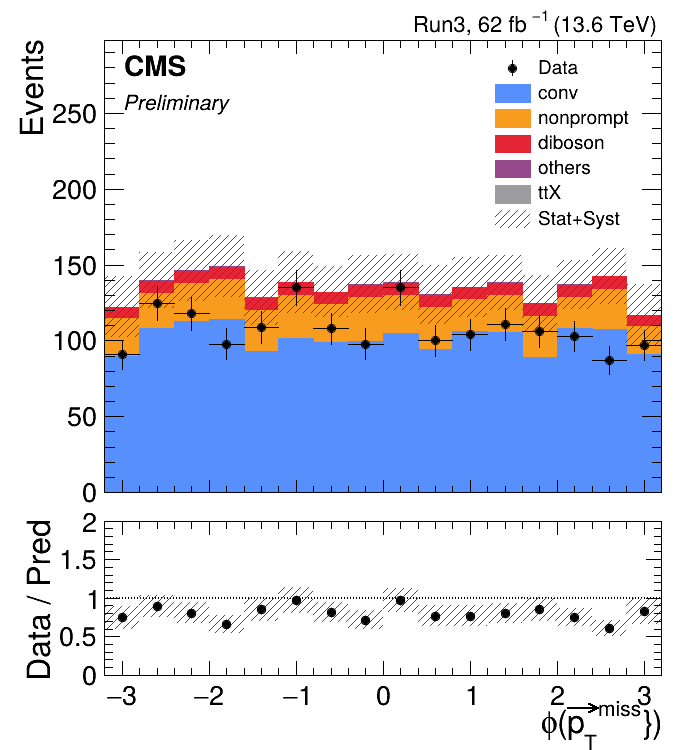 Run3, 62 fb⁻¹ (13.6 TeV)
CMS
Preliminary
Events
250
200
150
100
50
0
Data
conv
nonprompt
diboson
others
ttX
Stat+Syst
Data / Pred
2
1.5
1
0.5
0
−3 −2 −1 0 1 2 3
ϕ(p_T^miss})